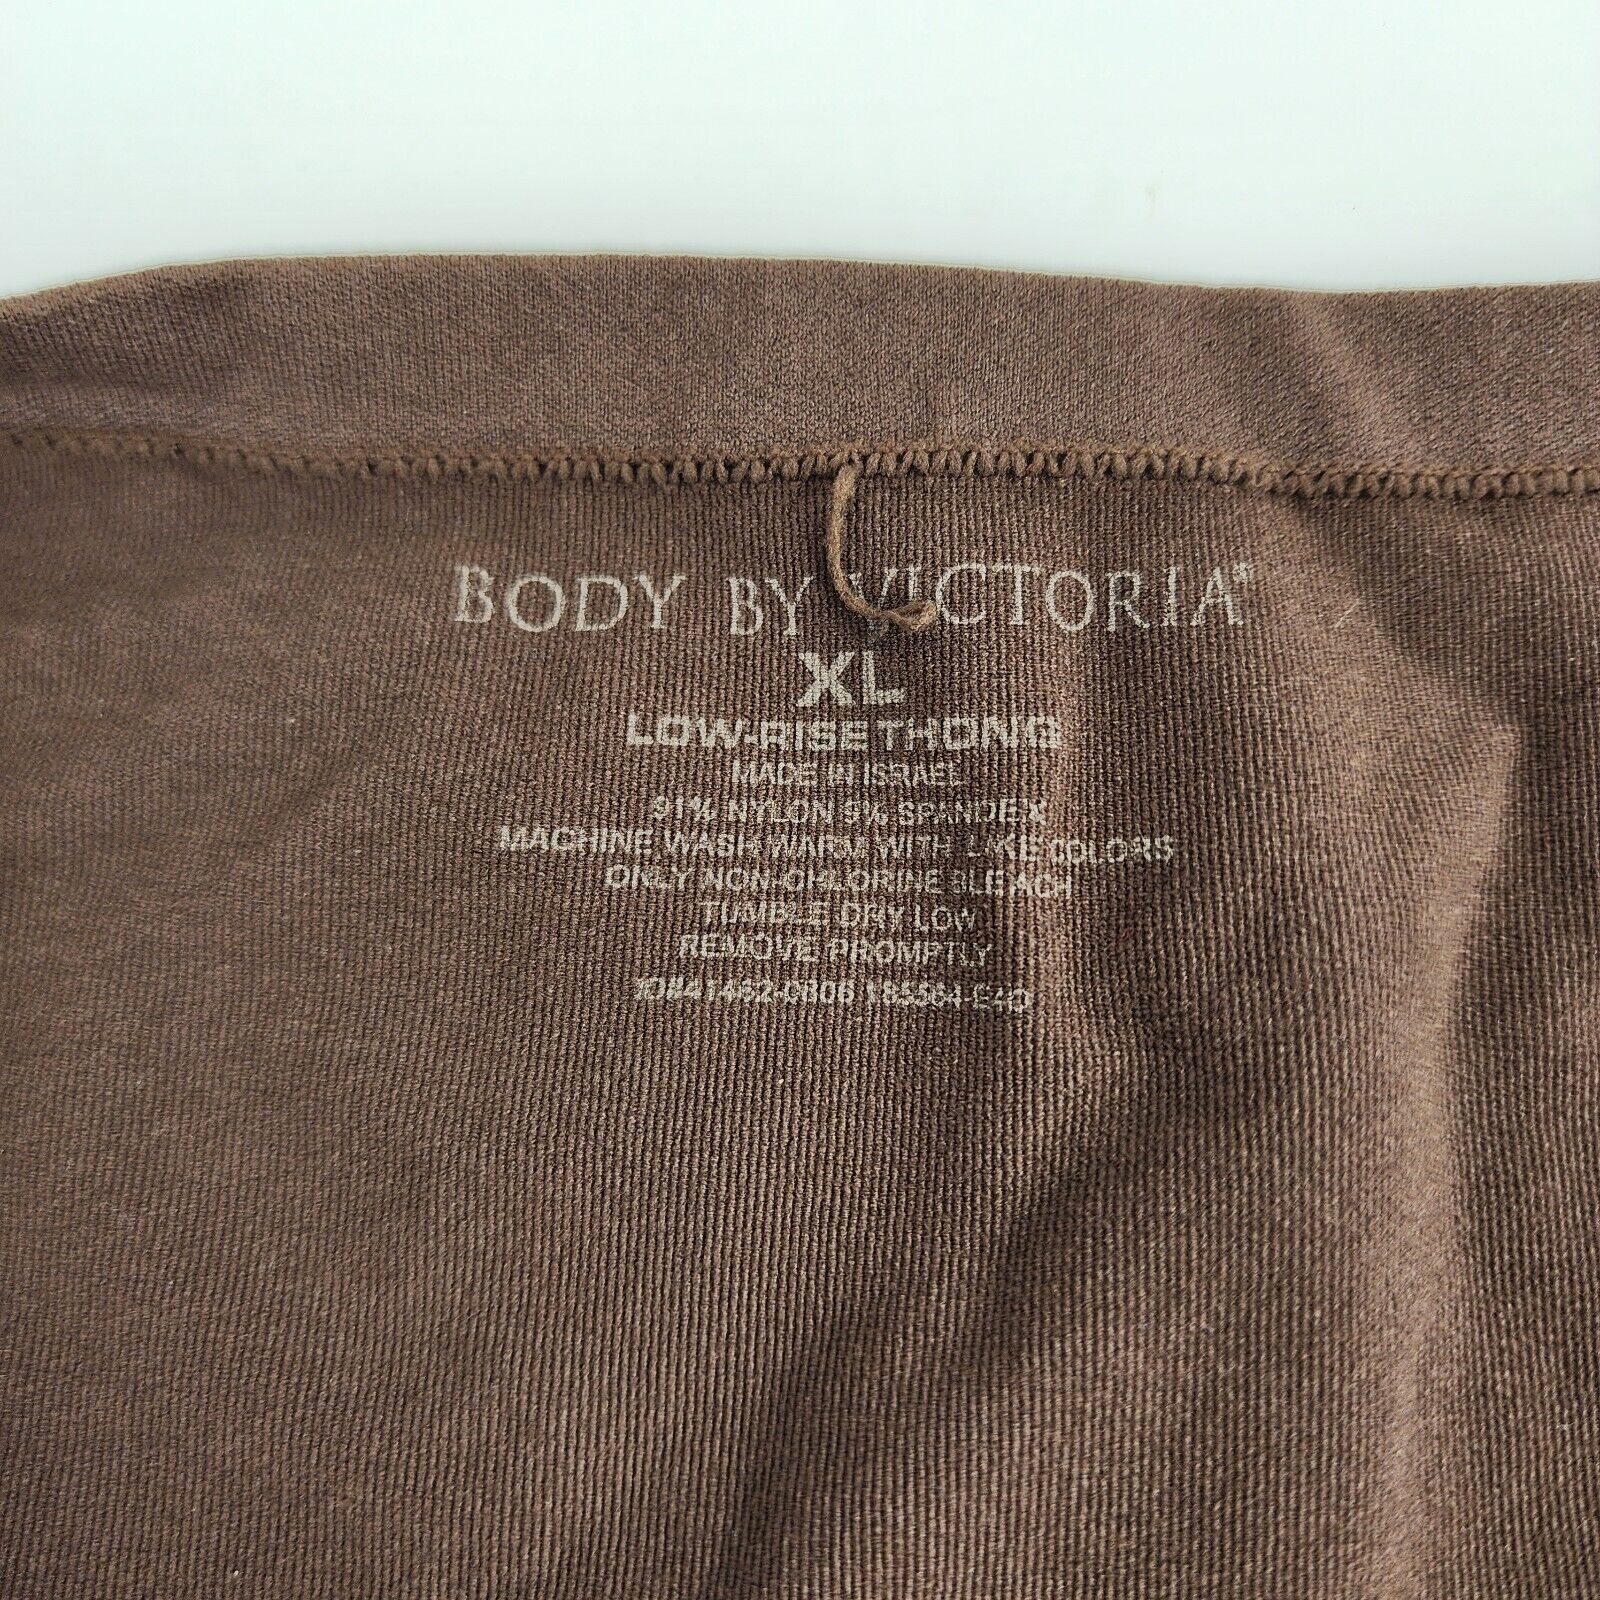 BODY BY VICTORIA®
XL
LOW-RISE THONG
MADE IN ISRAEL
91% NYLON 9% SPANDEX
MACHINE WASH WARM WITH LIKE COLORS
ONLY NON-CHLORINE BLEACH
TUMBLE DRY LOW
REMOVE PROMPTLY